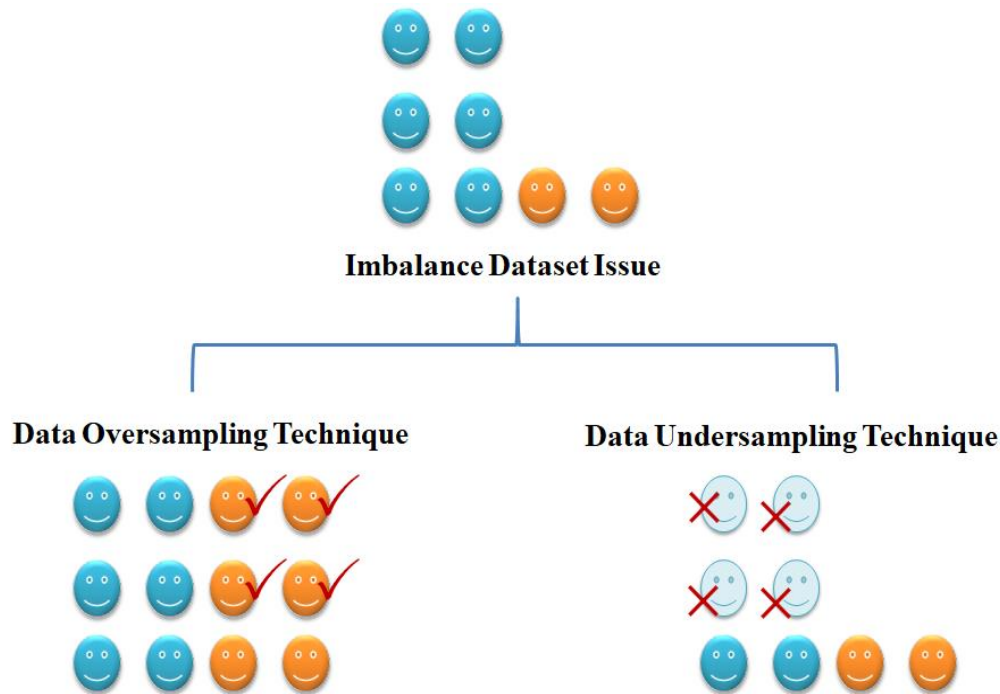 Imbalance Dataset Issue
Data Oversampling Technique
Data Undersampling Technique